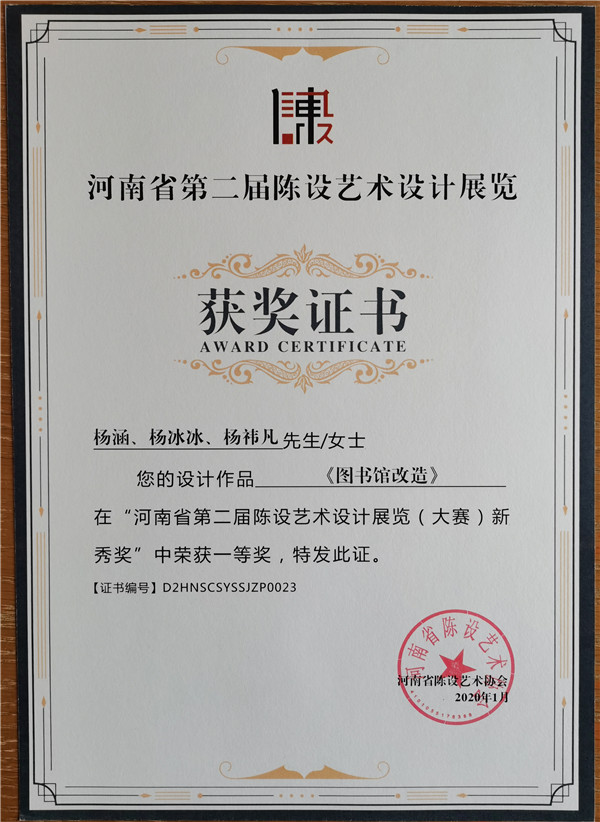 河南省第二届陈设艺术设计展览
获奖证书
AWARD CERTIFICATE
杨涵、杨冰冰、杨祎凡先生/女士
您的设计作品《图书馆改造》
在“河南省第二届陈设艺术设计展览（大赛）新
秀奖”中荣获一等奖，特发此证。
【证书编号】D2HNSCSYSSJZP0023
河南省陈设艺术协会
河南省陈设艺术协会
2020年1月